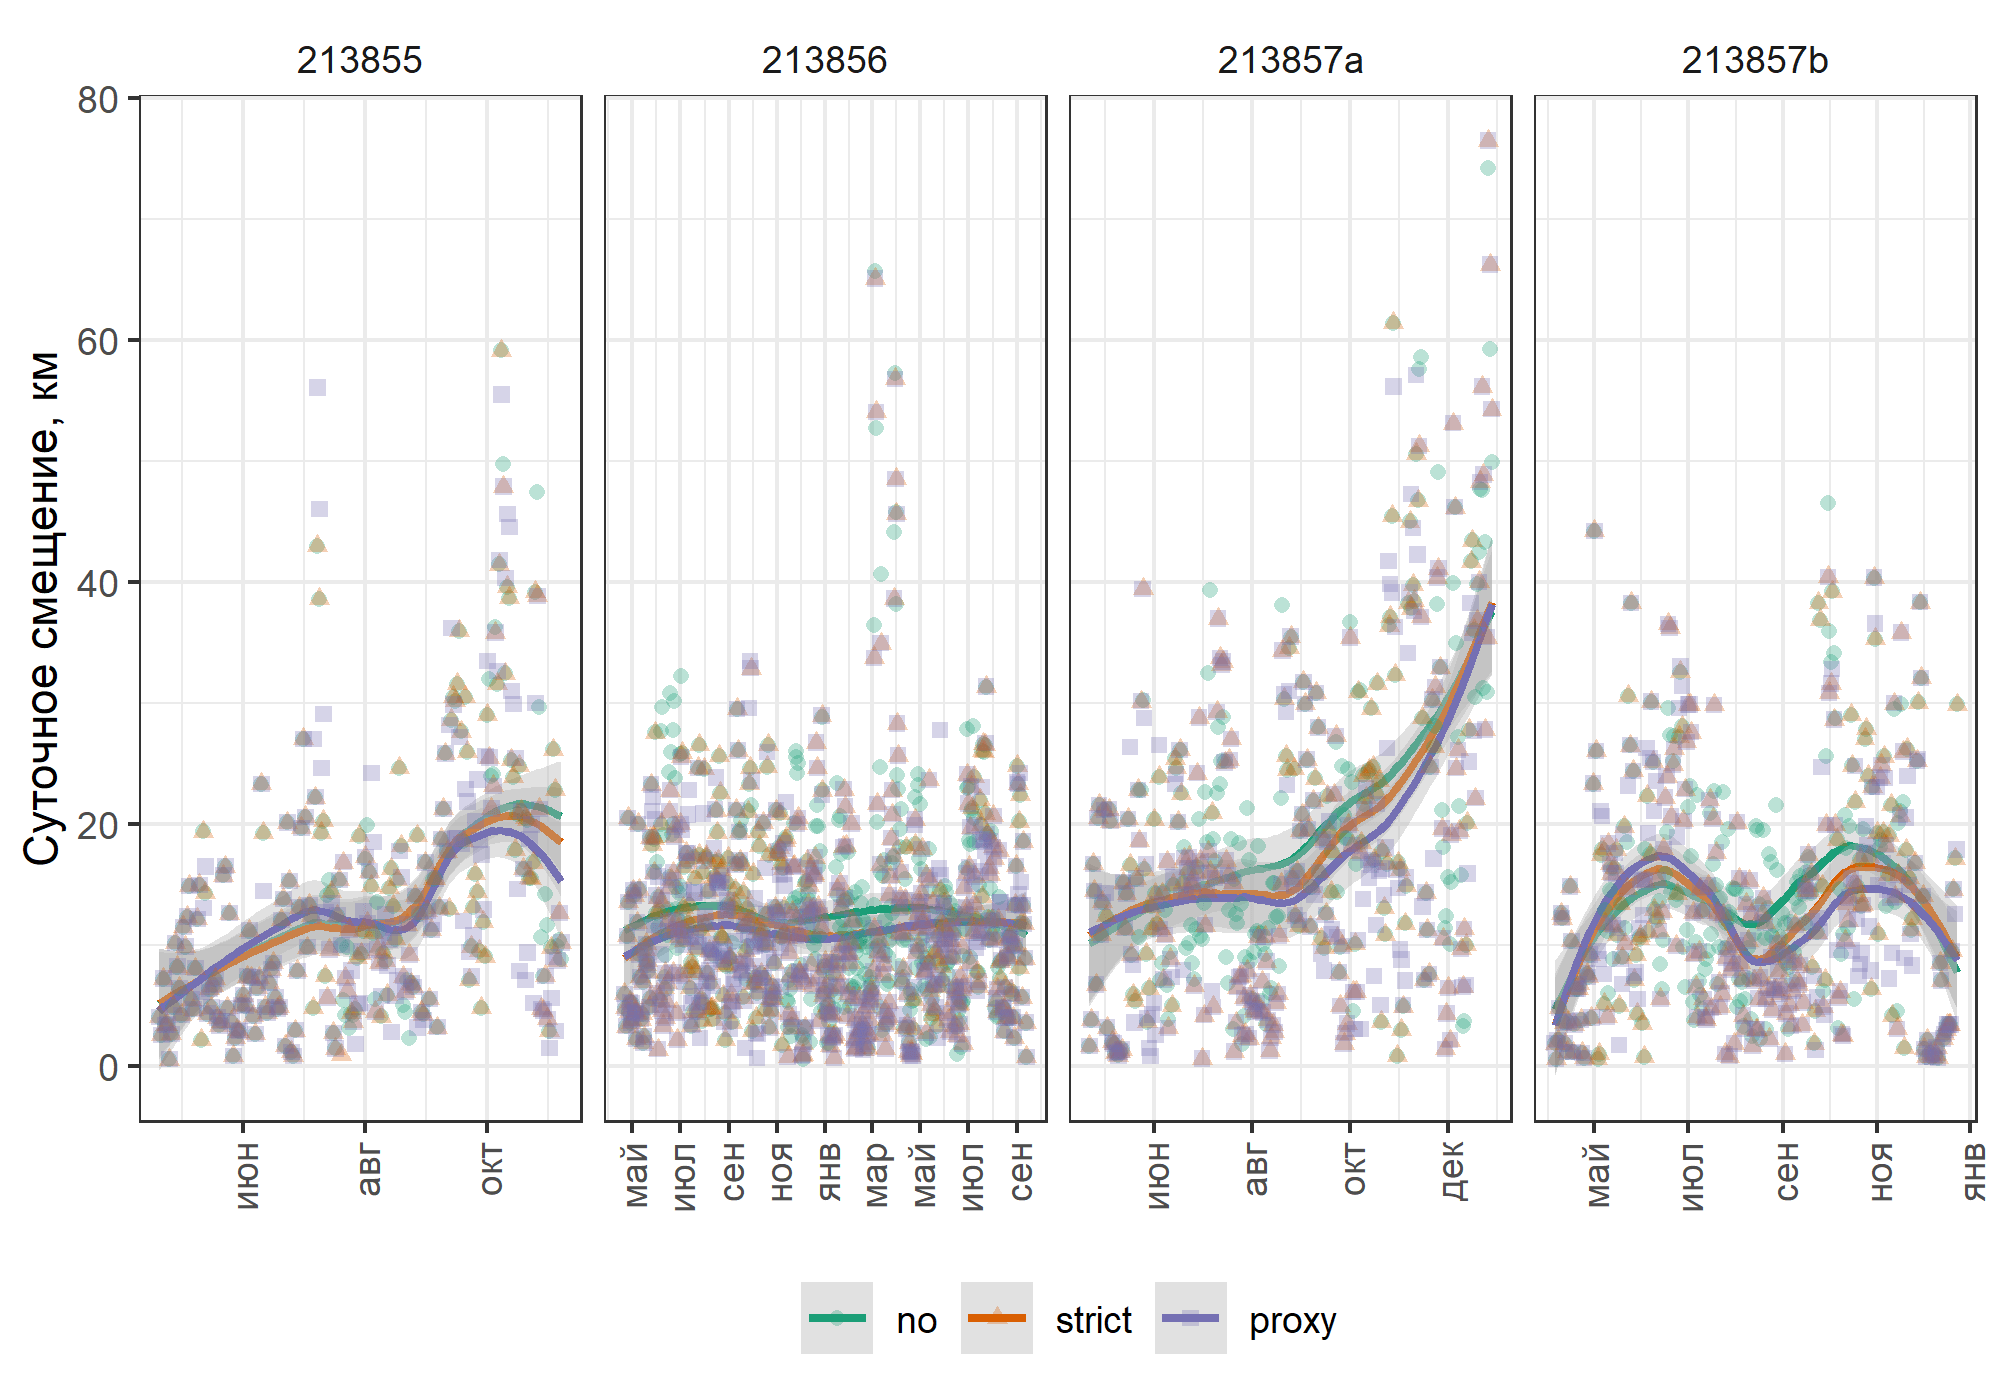 213855 213856 213857a 213857b
Суточное смещение, км
80
60
40
20
0
июн авг окт май июл сен ноя янв мар май июл сен июн авг окт дек май июл сен ноя янв
no strict proxy